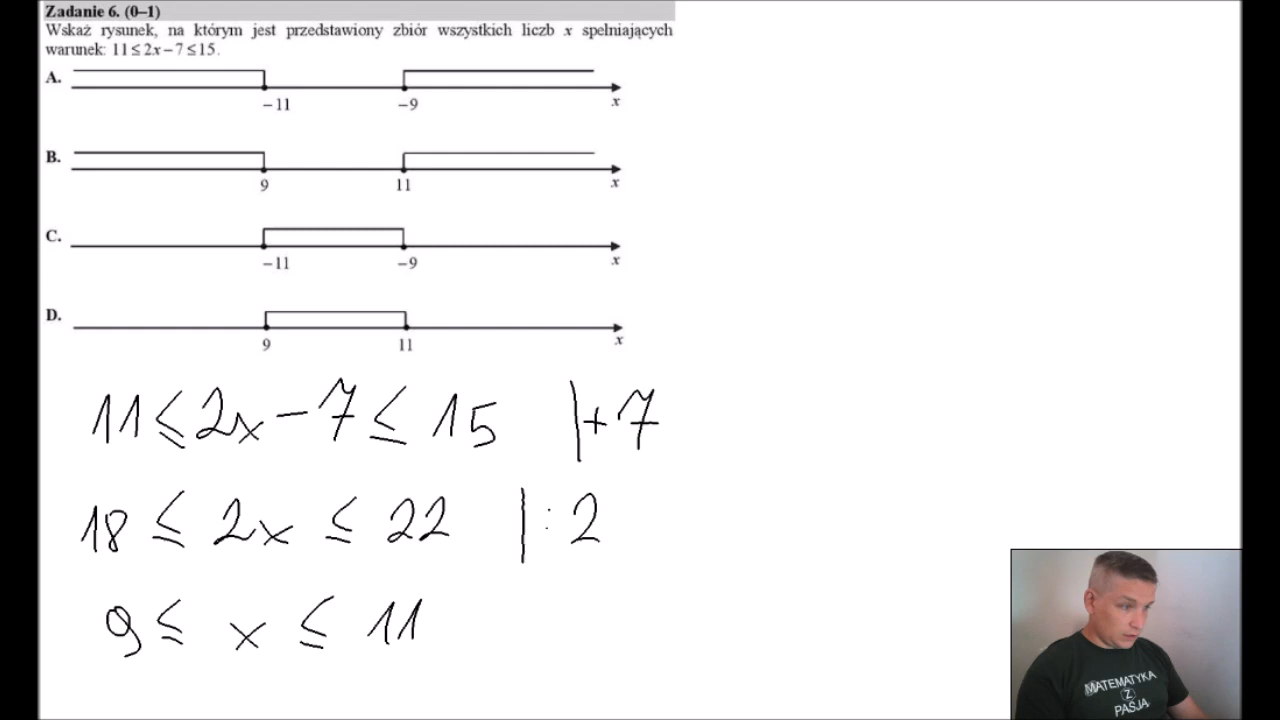 Zadanie 6. (0–1)
Wskaż rysunek, na którym jest przedstawiony zbiór wszystkich liczb x spełniających
warunek: 11 ≤ 2x – 7 ≤ 15.
A.
–11 –9 x
B.
9 11 x
C.
–11 –9 x
D.
9 11 x
11 ≤ 2x – 7 ≤ 15 | + 7
18 ≤ 2x ≤ 22 | : 2
9 ≤ x ≤ 11
MATEMATYKA
Z
PASJĄ